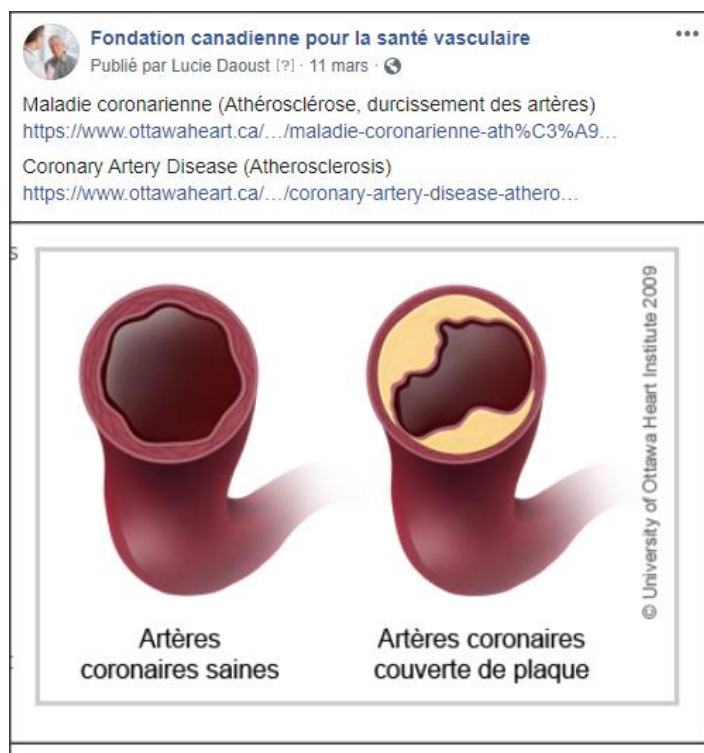 Fondation canadienne pour la santé vasculaire
Publié par Lucie Daoust [?] · 11 mars ·
Maladie coronarienne (Athérosclérose, durcissement des artères)
https://www.ottawaheart.ca/…/maladie-coronarienne-ath%C3%A9…
Coronary Artery Disease (Atherosclerosis)
https://www.ottawaheart.ca/…/coronary-artery-disease-athero…
© University of Ottawa Heart Institute 2009
Artères
coronaires saines
Artères coronaires
couverte de plaque